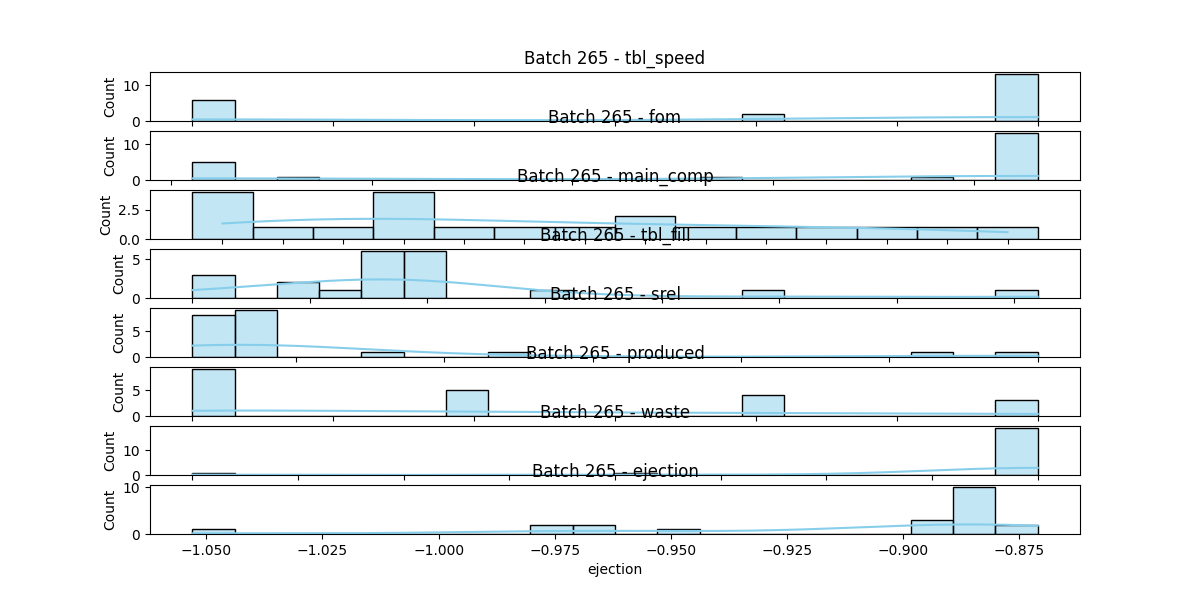 Batch 265 - tbl_speed
10
0
Count
Batch 265 - fom
10
0
Count
Batch 265 - main_comp
2.5
0.0
Count
Batch 265 - tbl_fill
5
0
Count
Batch 265 - srel
5
0
Count
Batch 265 - produced
5
0
Count
Batch 265 - waste
10
0
Count
Batch 265 - ejection
10
0
Count
−1.050 −1.025 −1.000 −0.975 −0.950 −0.925 −0.900 −0.875
ejection